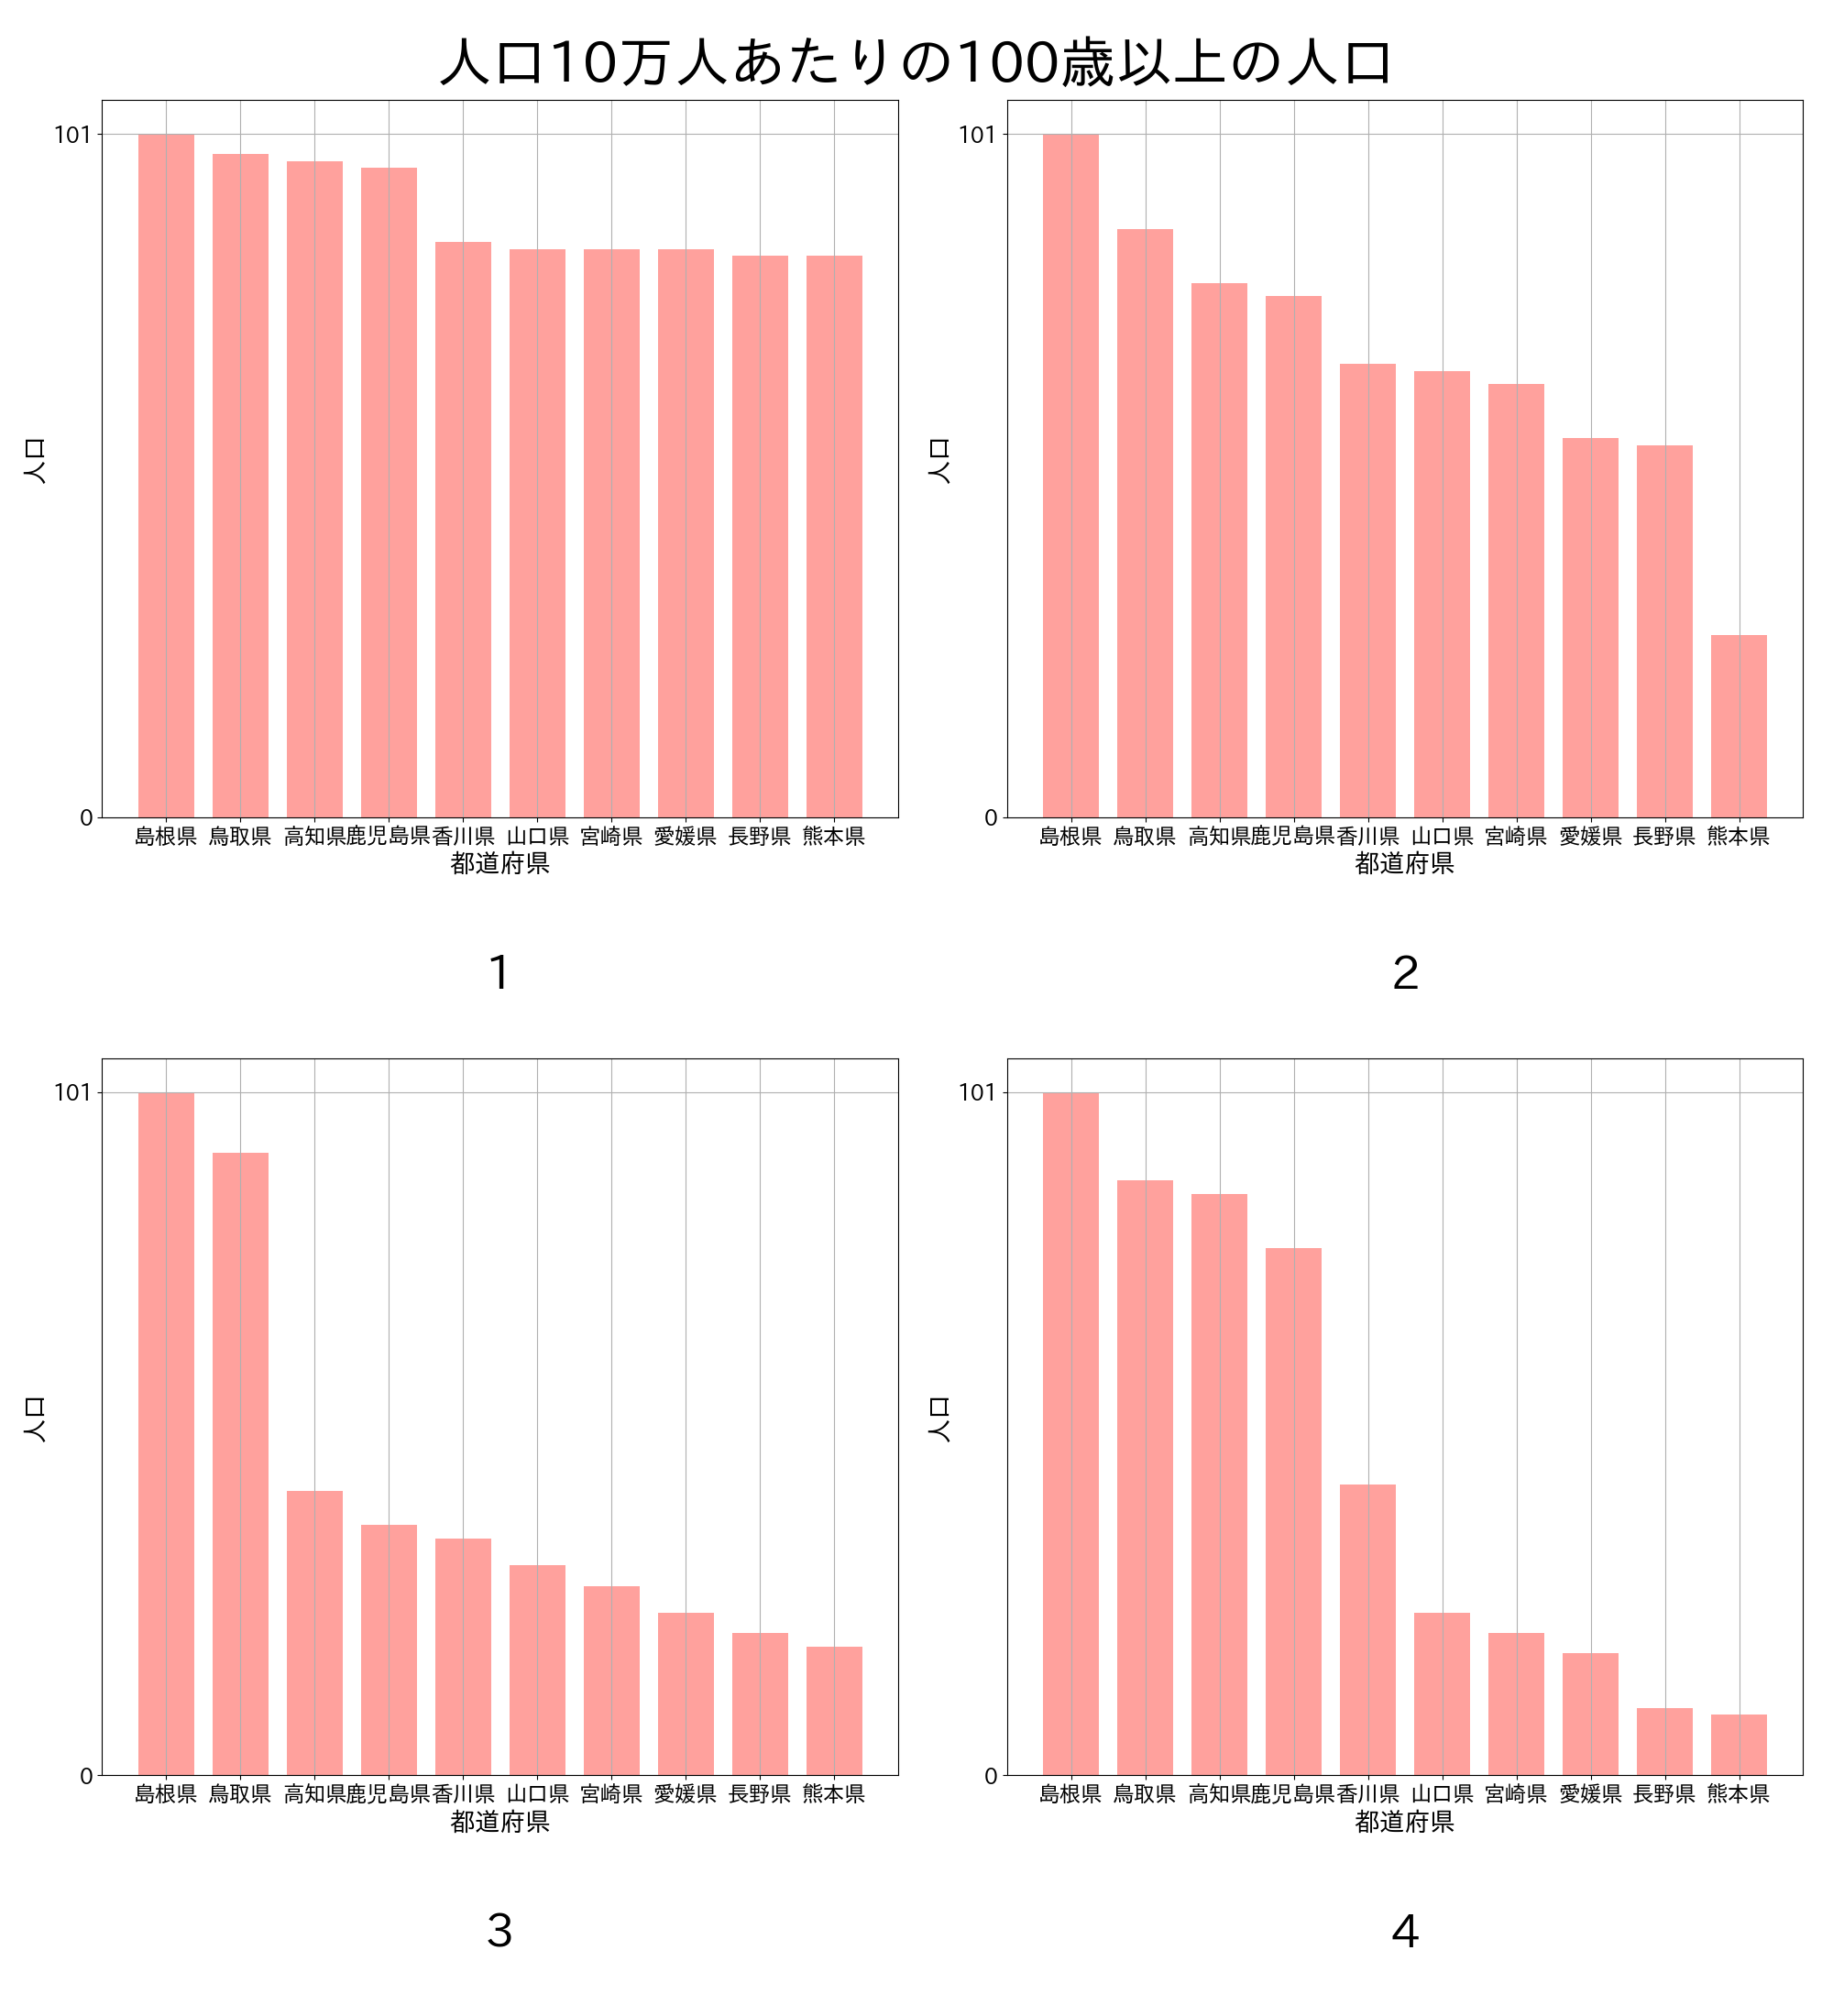 人口10万人あたりの100歳以上の人口
101
0
人口
島根県 鳥取県 高知県 鹿児島県 香川県 山口県 宮崎県 愛媛県 長野県 熊本県
都道府県
1
101
0
人口
島根県 鳥取県 高知県 鹿児島県 香川県 山口県 宮崎県 愛媛県 長野県 熊本県
都道府県
2
101
0
人口
島根県 鳥取県 高知県 鹿児島県 香川県 山口県 宮崎県 愛媛県 長野県 熊本県
都道府県
3
101
0
人口
島根県 鳥取県 高知県 鹿児島県 香川県 山口県 宮崎県 愛媛県 長野県 熊本県
都道府県
4